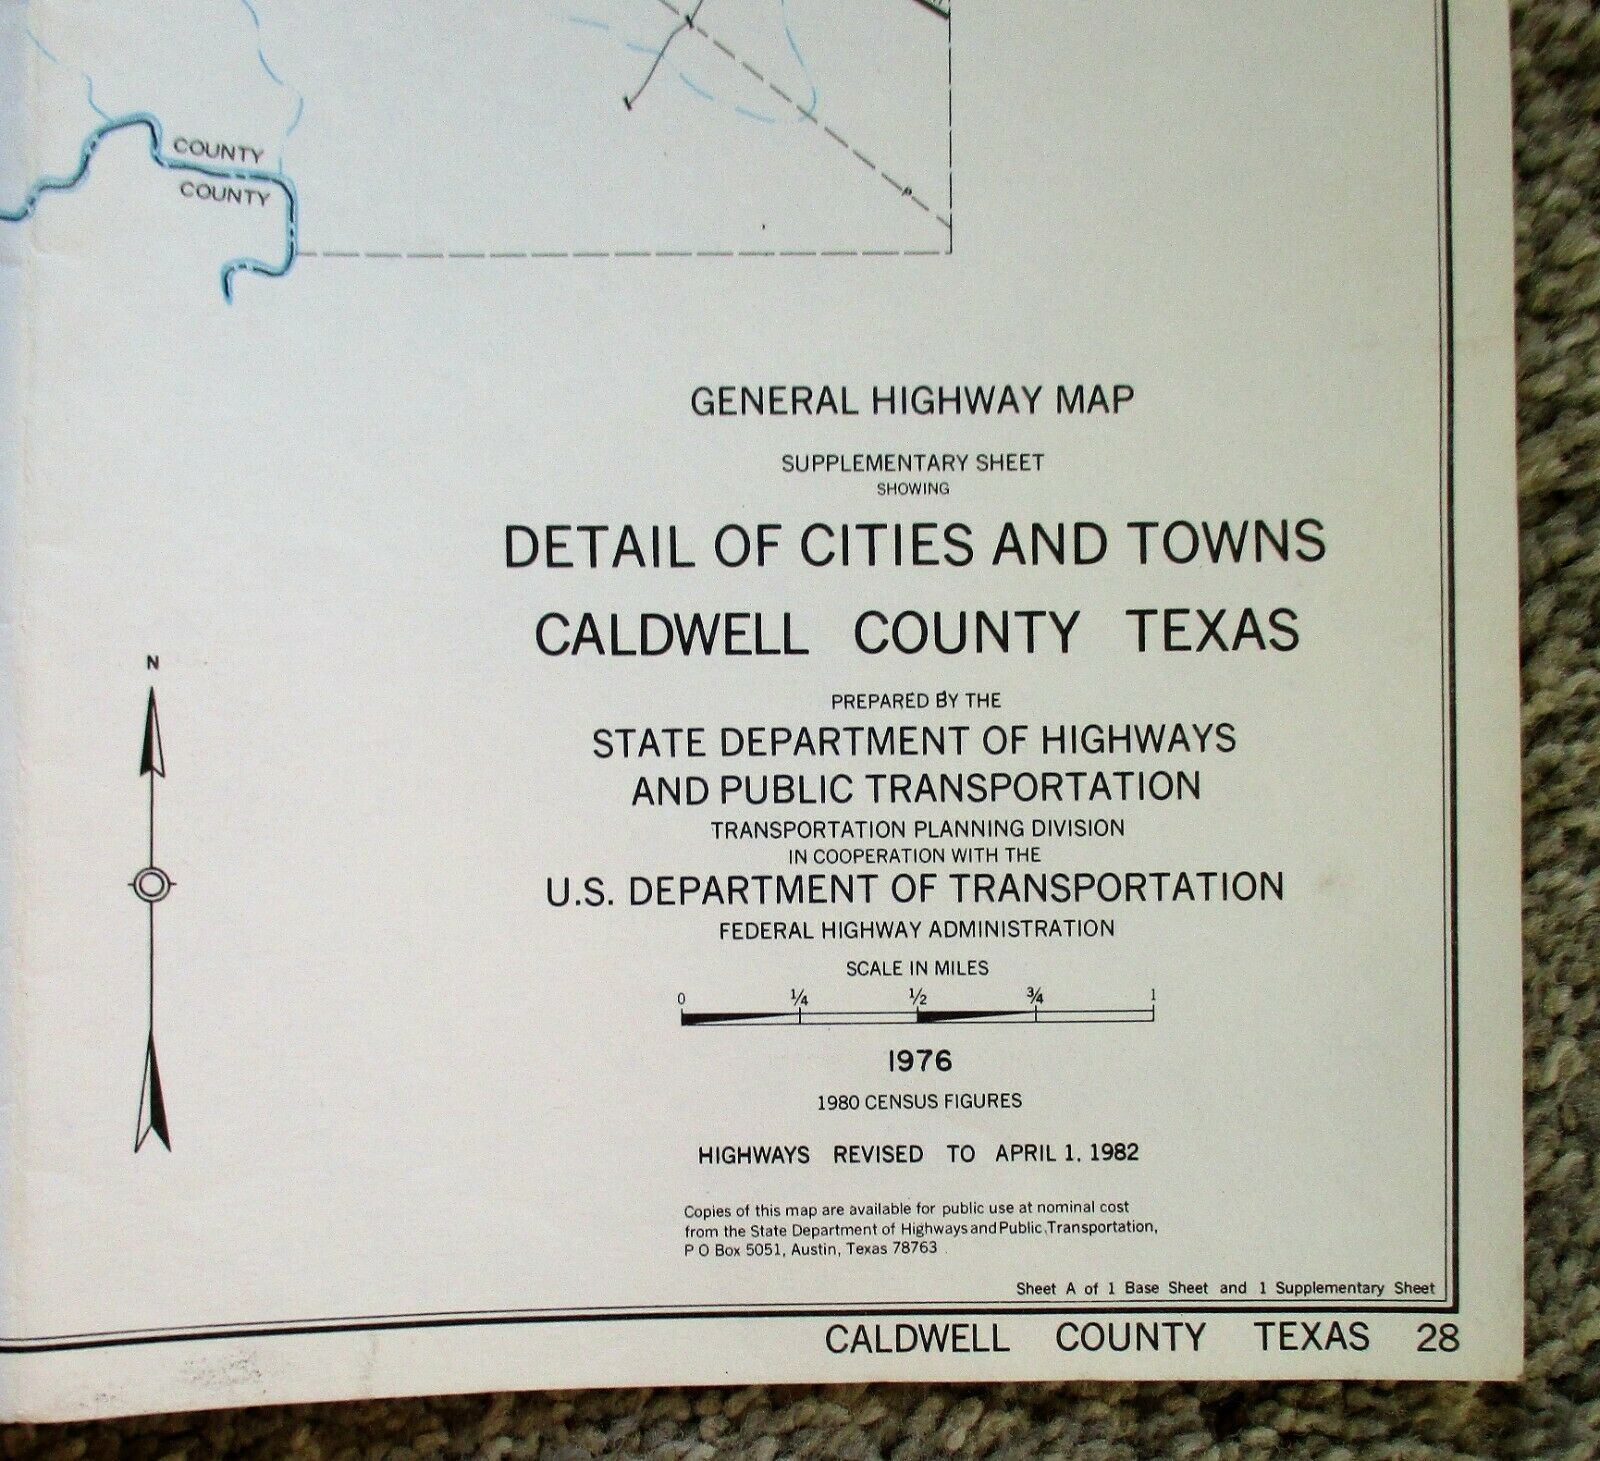 COUNTY
COUNTY
GENERAL HIGHWAY MAP
SUPPLEMENTARY SHEET
SHOWING
DETAIL OF CITIES AND TOWNS
CALDWELL COUNTY TEXAS
N
PREPARED BY THE
STATE DEPARTMENT OF HIGHWAYS
AND PUBLIC TRANSPORTATION
TRANSPORTATION PLANNING DIVISION
IN COOPERATION WITH THE
U.S. DEPARTMENT OF TRANSPORTATION
FEDERAL HIGHWAY ADMINISTRATION
SCALE IN MILES
0 1/4 1/2 3/4 1
1976
1980 CENSUS FIGURES
HIGHWAYS REVISED TO APRIL 1, 1982
Copies of this map are available for public use at nominal cost
from the State Department of Highways and Public Transportation,
P O Box 5051, Austin, Texas 78763
Sheet A of 1 Base Sheet and 1 Supplementary Sheet
CALDWELL COUNTY TEXAS 28